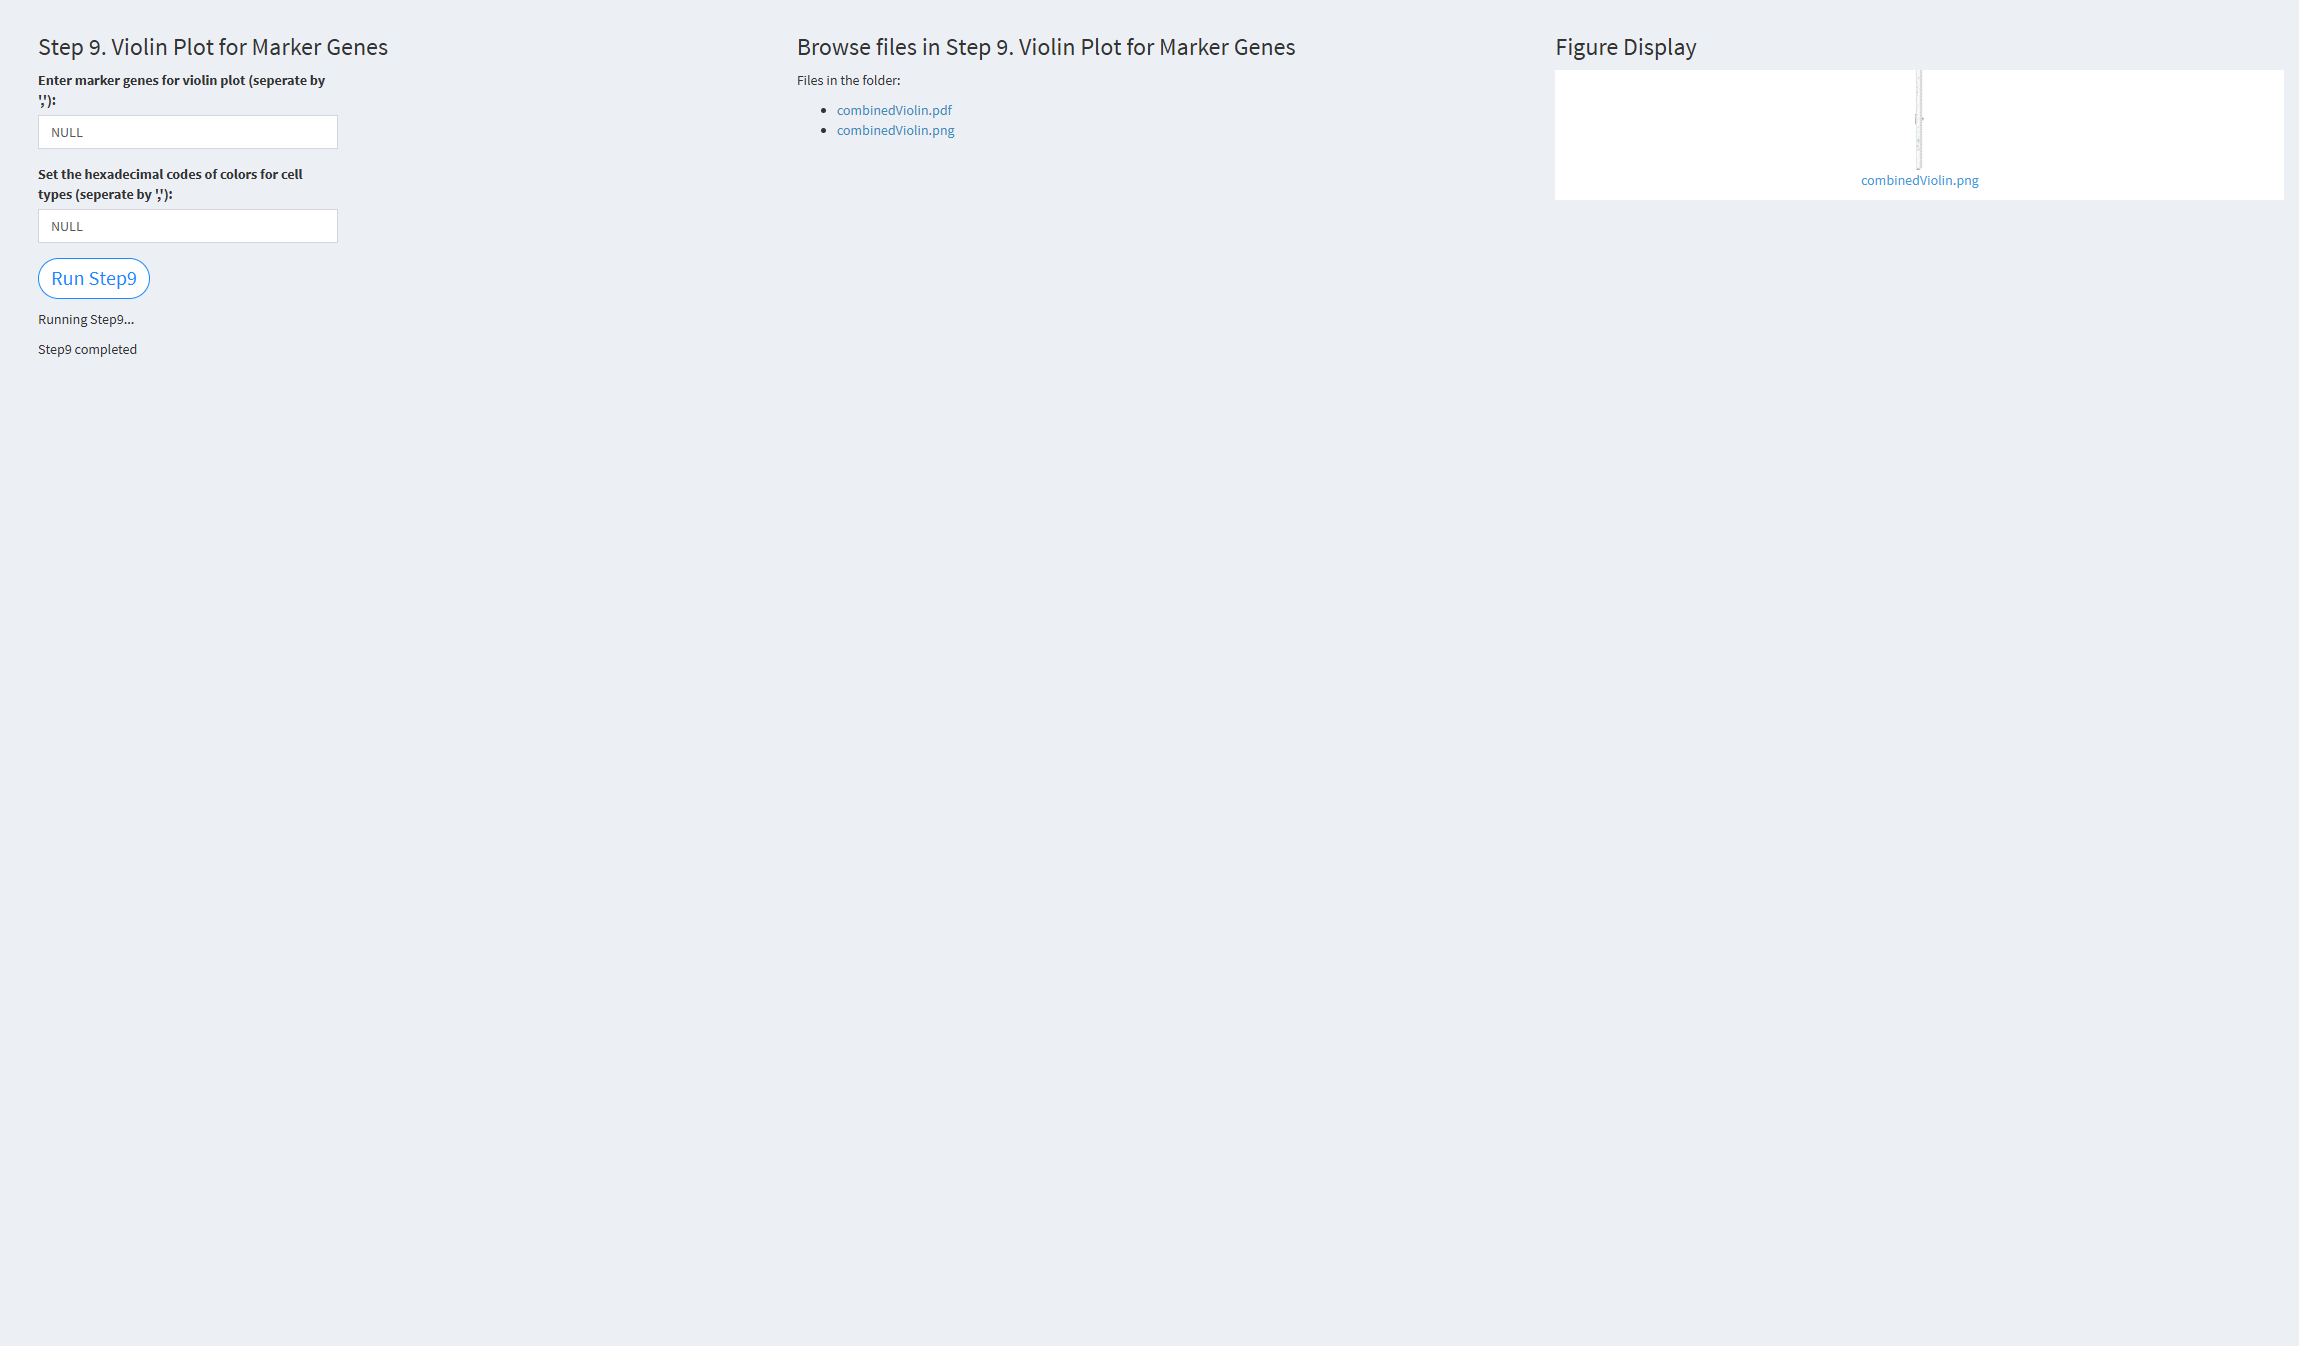 Step 9. Violin Plot for Marker Genes
Enter marker genes for violin plot (seperate by
','):
NULL
Set the hexadecimal codes of colors for cell
types (seperate by ','):
NULL
Run Step9
Running Step9...
Step9 completed
Browse files in Step 9. Violin Plot for Marker Genes
Files in the folder:
combinedViolin.pdf
combinedViolin.png
Figure Display
combinedViolin.png